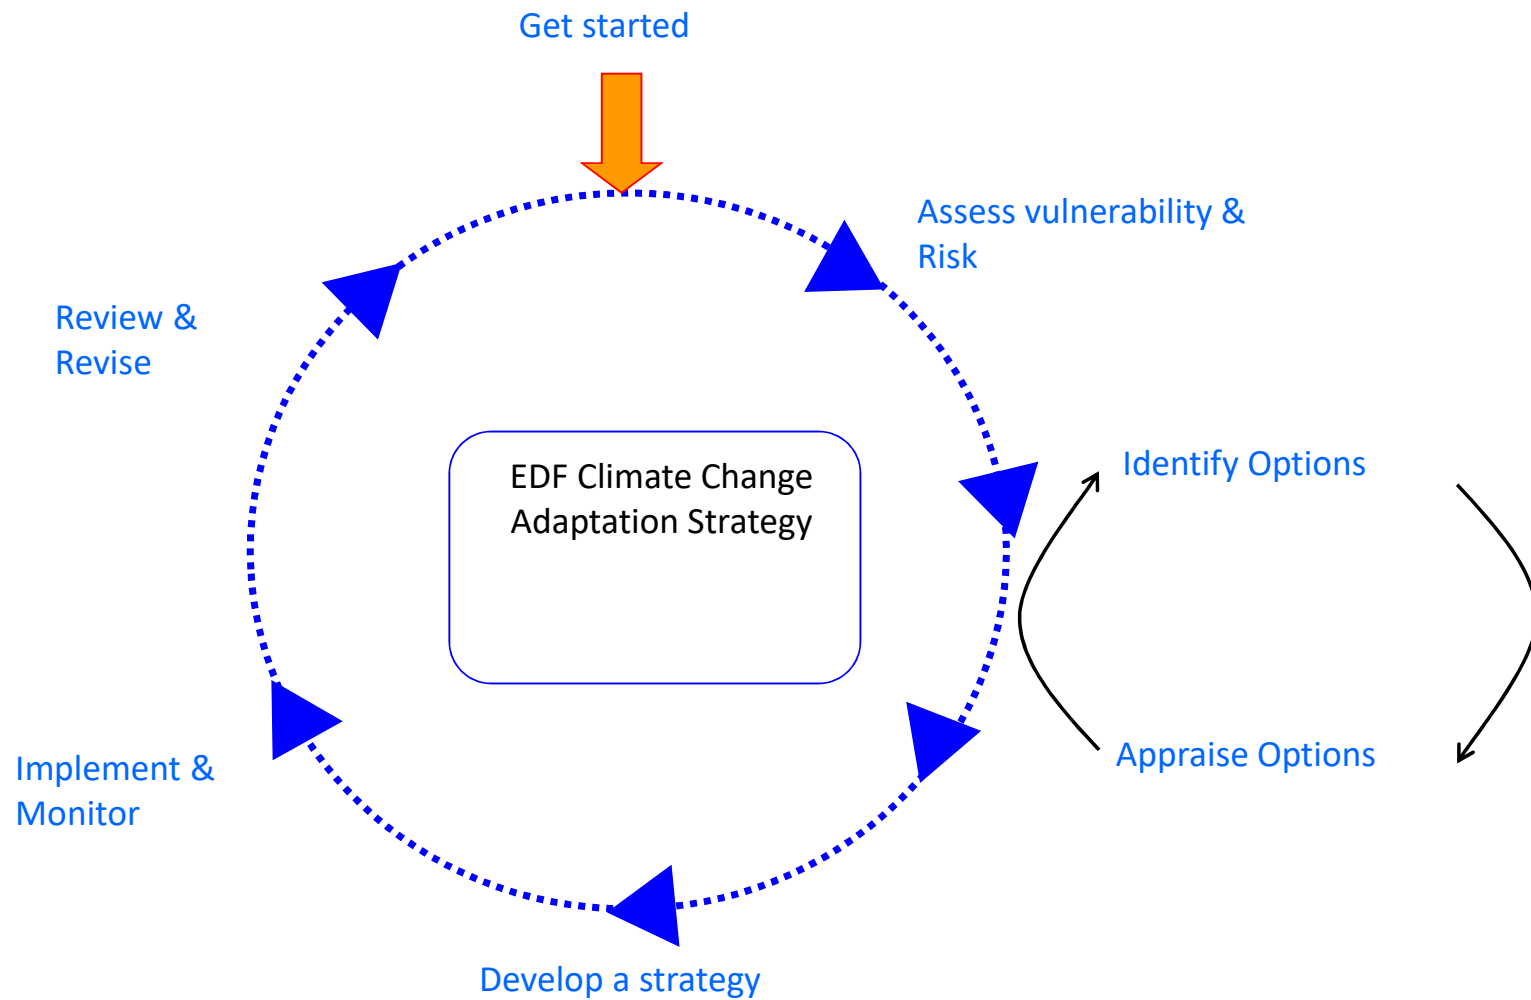 Get started
Assess vulnerability &
Risk
Review &
Revise
Identify Options
EDF Climate Change
Adaptation Strategy
Appraise Options
Implement &
Monitor
Develop a strategy